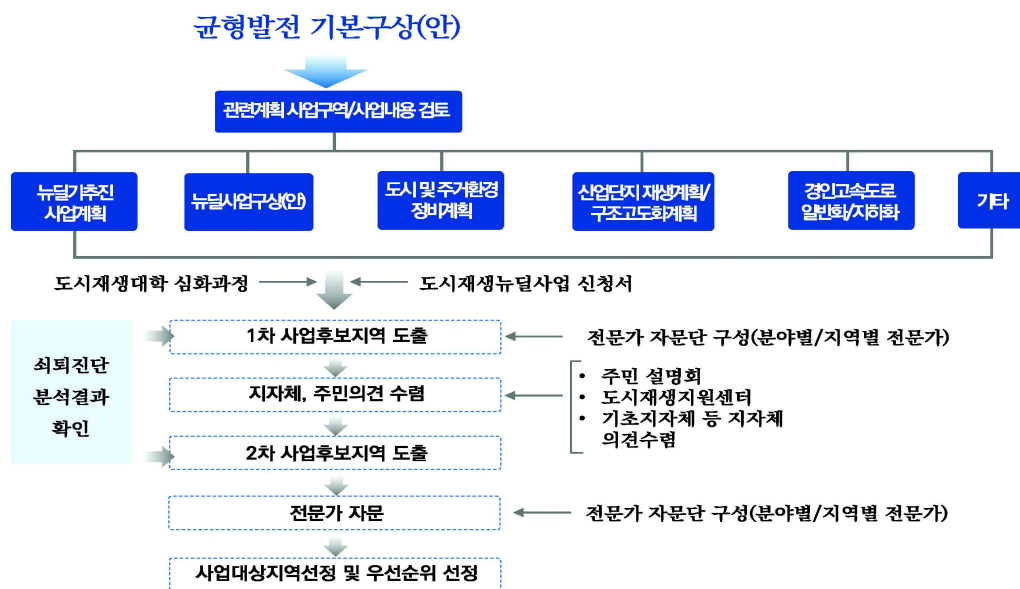 균형발전 기본구상(안)
관련계획 사업구역/사업내용 검토
뉴딜기추진
사업계획
뉴딜사업구상(안)
도시 및 주거환경
정비계획
산업단지 재생계획/
구조고도화계획
경인고속도로
일반화/지하화
기타
도시재생대학 심화과정
도시재생뉴딜사업 신청서
쇠퇴진단
분석결과
확인
1차 사업후보지역 도출
전문가 자문단 구성(분야별/지역별 전문가)
지자체, 주민의견 수렴
• 주민 설명회
• 도시재생지원센터
• 기초지자체 등 지자체
의견수렴
2차 사업후보지역 도출
전문가 자문
전문가 자문단 구성(분야별/지역별 전문가)
사업대상지역선정 및 우선순위 선정